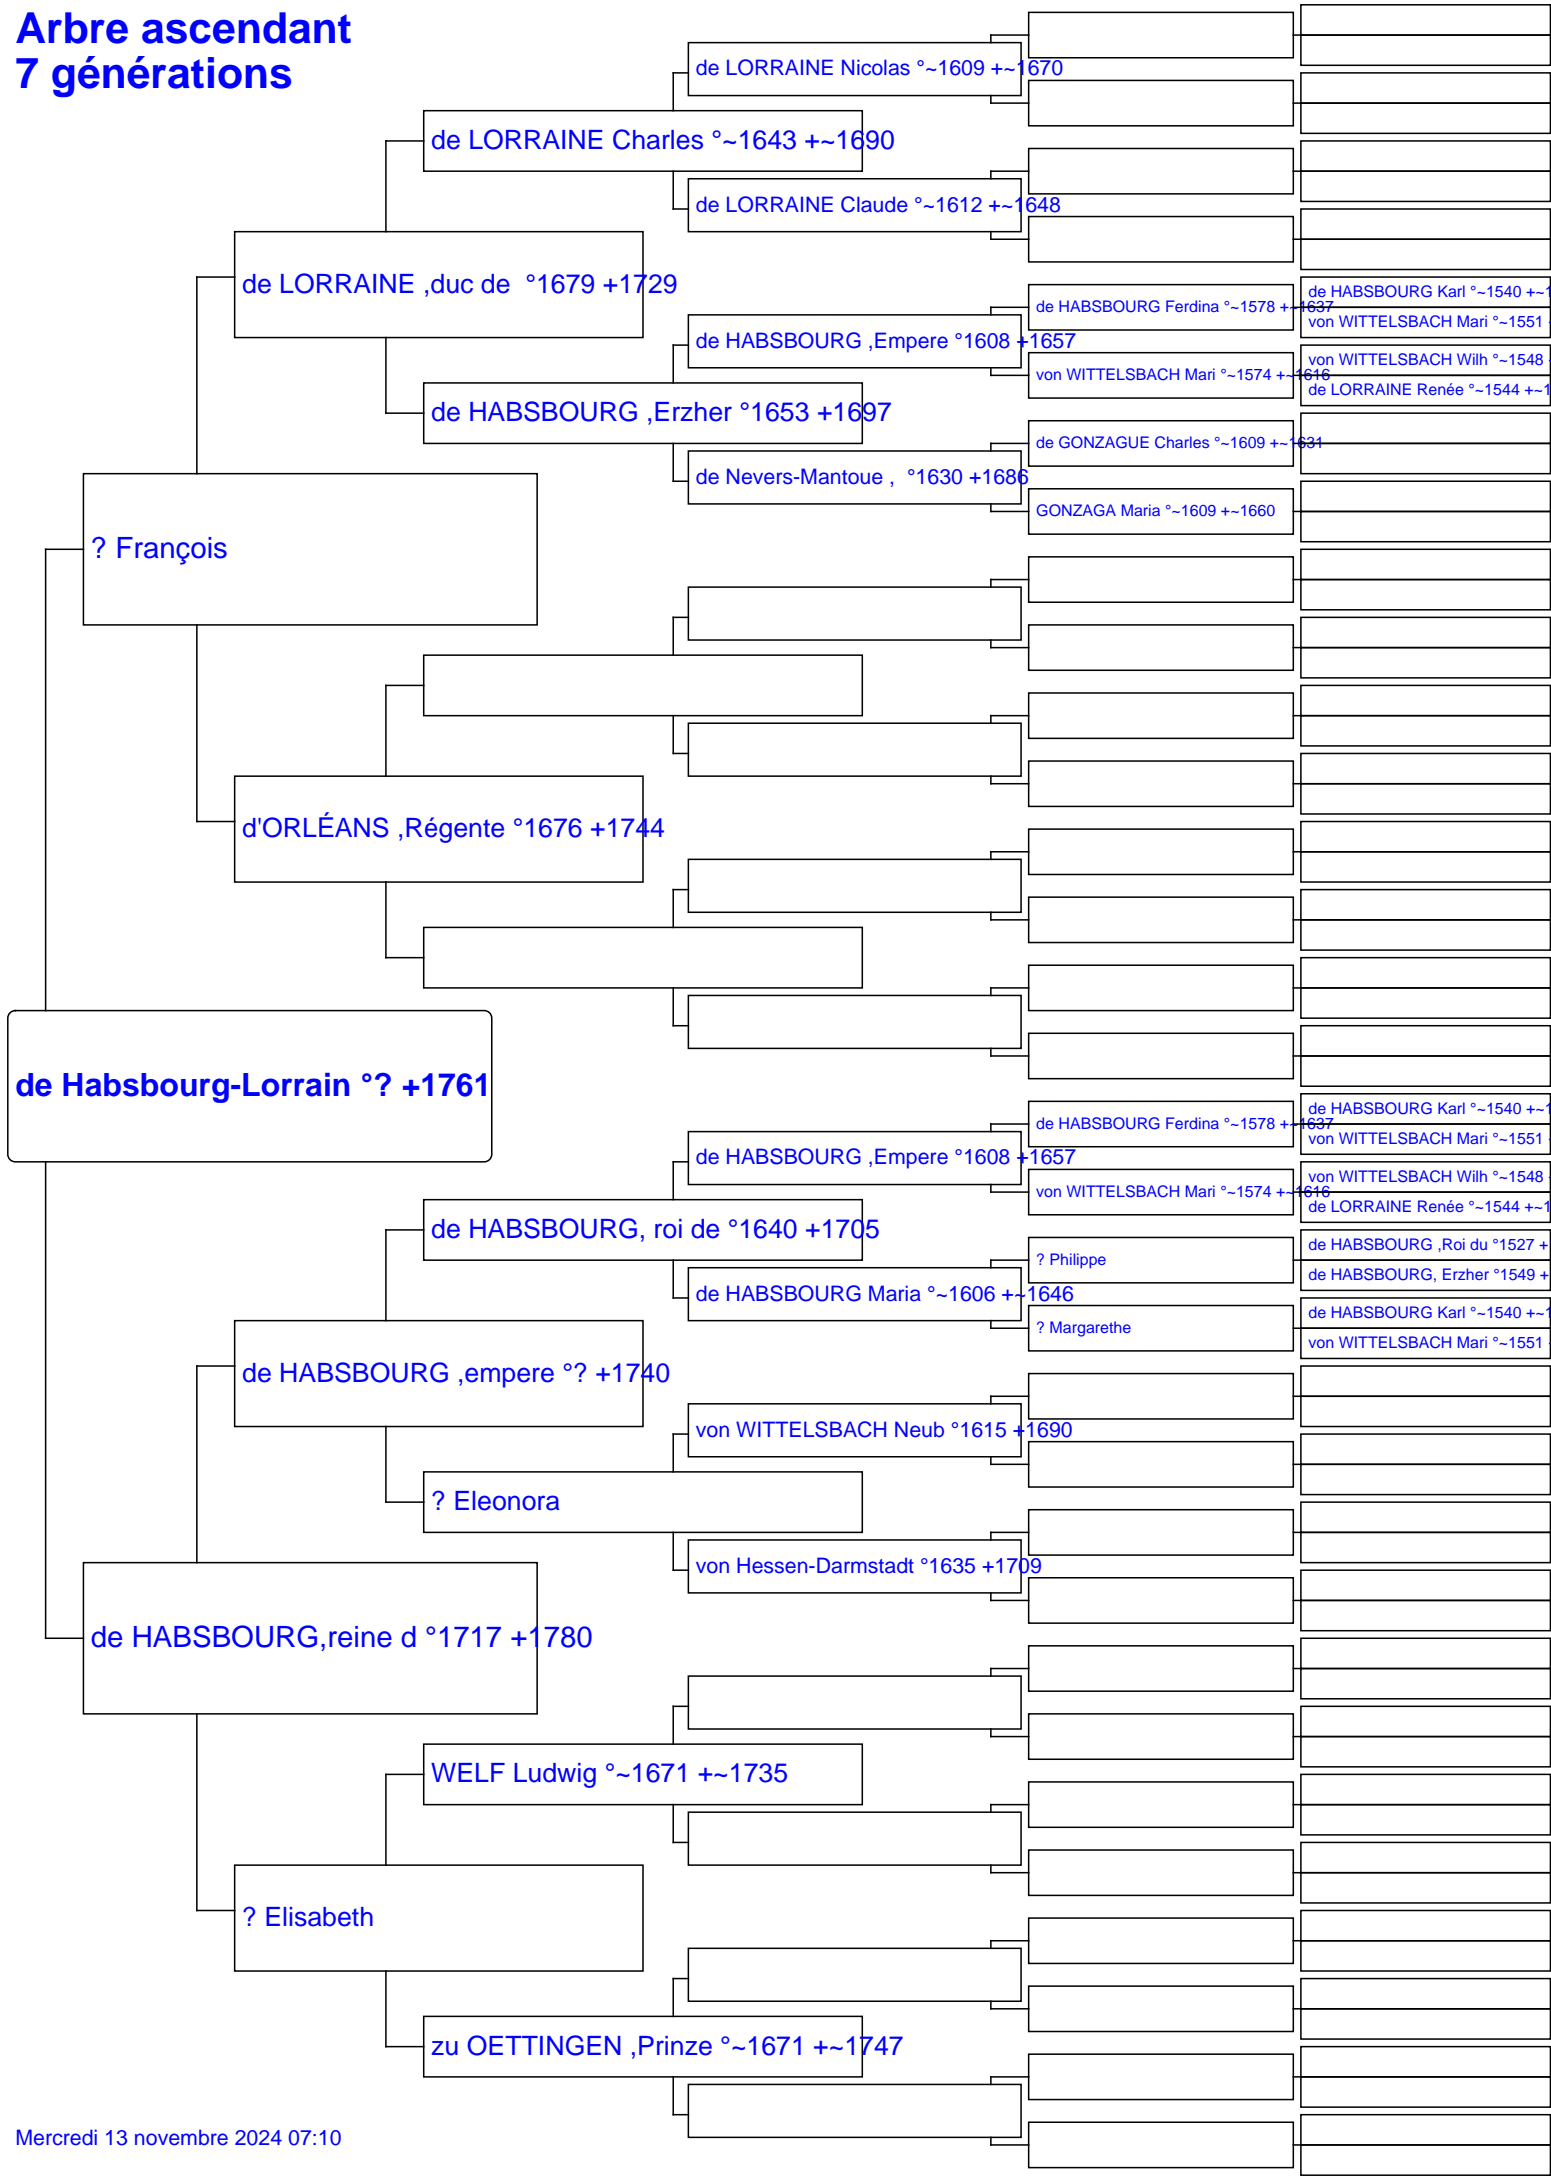 Arbre ascendant
7 générations
de LORRAINE Nicolas °~1609 +~1670
de LORRAINE Charles °~1643 +~1690
de LORRAINE Claude °~1612 +~1648
de LORRAINE ,duc de  °1679 +1729
de HABSBOURG Karl °~1540 +~1
de HABSBOURG Ferdina °~1578 +~1637
von WITTELSBACH Mari °~1551
de HABSBOURG ,Empere °1608 +1657
von WITTELSBACH Wilh °~1548
von WITTELSBACH Mari °~1574 +~1616
de LORRAINE Renée °~1544 +~1
de HABSBOURG ,Erzher °1653 +1697
de GONZAGUE Charles °~1609 +~1631
de Nevers-Mantoue ,  °1630 +1686
GONZAGA Maria °~1609 +~1660
? François
d'ORLÉANS ,Régente °1676 +1744
de Habsbourg-Lorrain °? +1761
de HABSBOURG Karl °~1540 +~1
de HABSBOURG Ferdina °~1578 +~1637
von WITTELSBACH Mari °~1551
de HABSBOURG ,Empere °1608 +1657
von WITTELSBACH Wilh °~1548
von WITTELSBACH Mari °~1574 +~1616
de LORRAINE Renée °~1544 +~1
de HABSBOURG, roi de °1640 +1705
de HABSBOURG ,Roi du °1527 +
? Philippe
de HABSBOURG, Erzher °1549 +
de HABSBOURG Maria °~1606 +~1646
de HABSBOURG Karl °~1540 +~1
? Margarethe
von WITTELSBACH Mari °~1551
de HABSBOURG ,empere °? +1740
von WITTELSBACH Neub °1615 +1690
? Eleonora
von Hessen-Darmstadt °1635 +1709
de HABSBOURG,reine d °1717 +1780
WELF Ludwig °~1671 +~1735
? Elisabeth
zu OETTINGEN ,Prinze °~1671 +~1747
Mercredi 13 novembre 2024 07:10